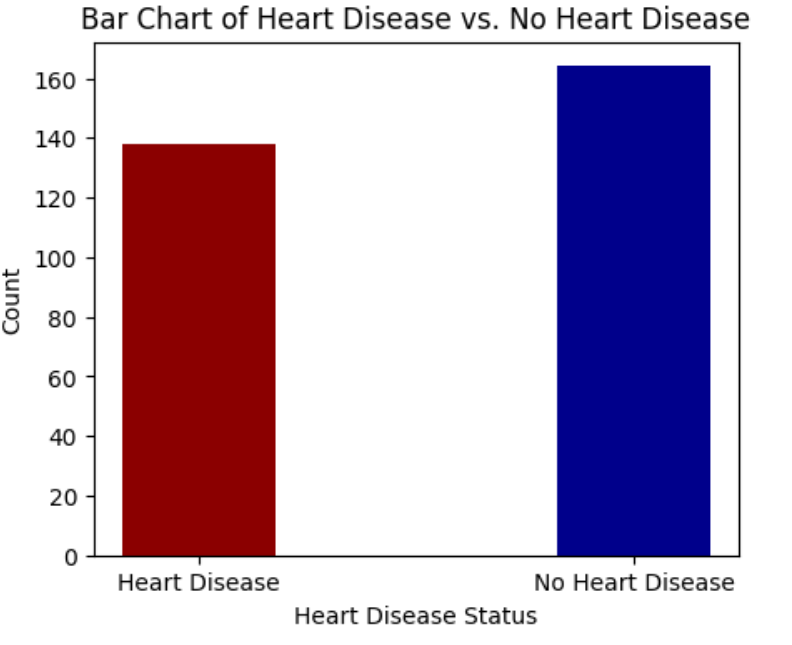 Bar Chart of Heart Disease vs. No Heart Disease
160
140
120
100
80
60
40
20
0
Count
Heart Disease
No Heart Disease
Heart Disease Status